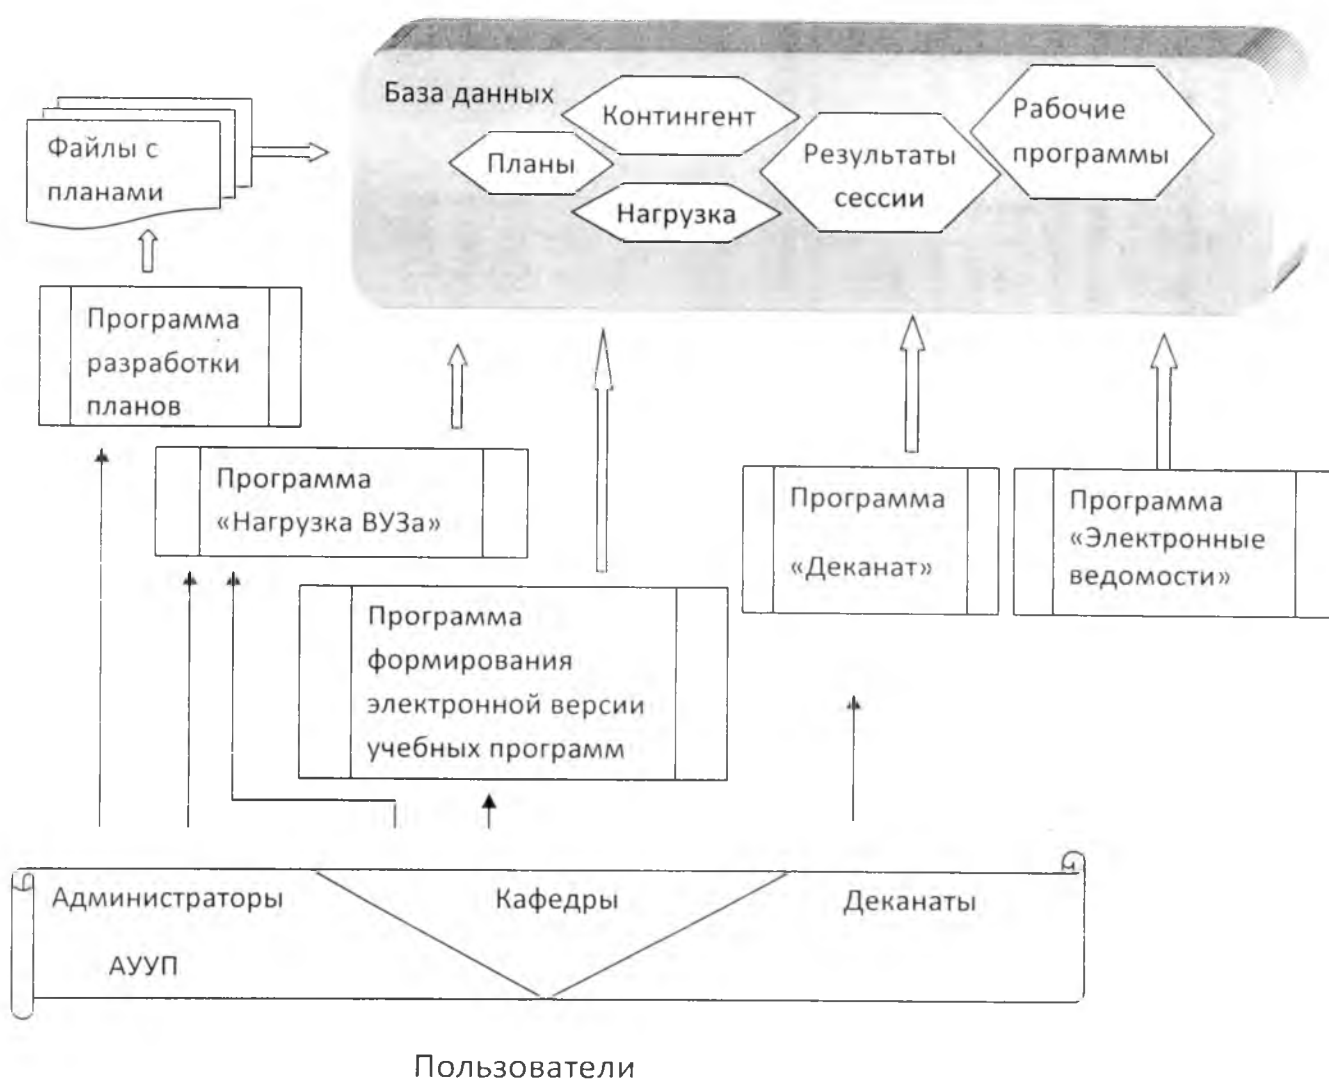 База данных
Контингент
Рабочие
программы
Файлы с
планами
Планы
Результаты
сессии
Нагрузка
Программа
разработки
планов
Программа
«Нагрузка ВУЗа»
Программа
«Деканат»
Программа
«Электронные
ведомости»
Программа
формирования
электронной версии
учебных программ
Администраторы
АУУП
Кафедры
Деканаты
Пользователи